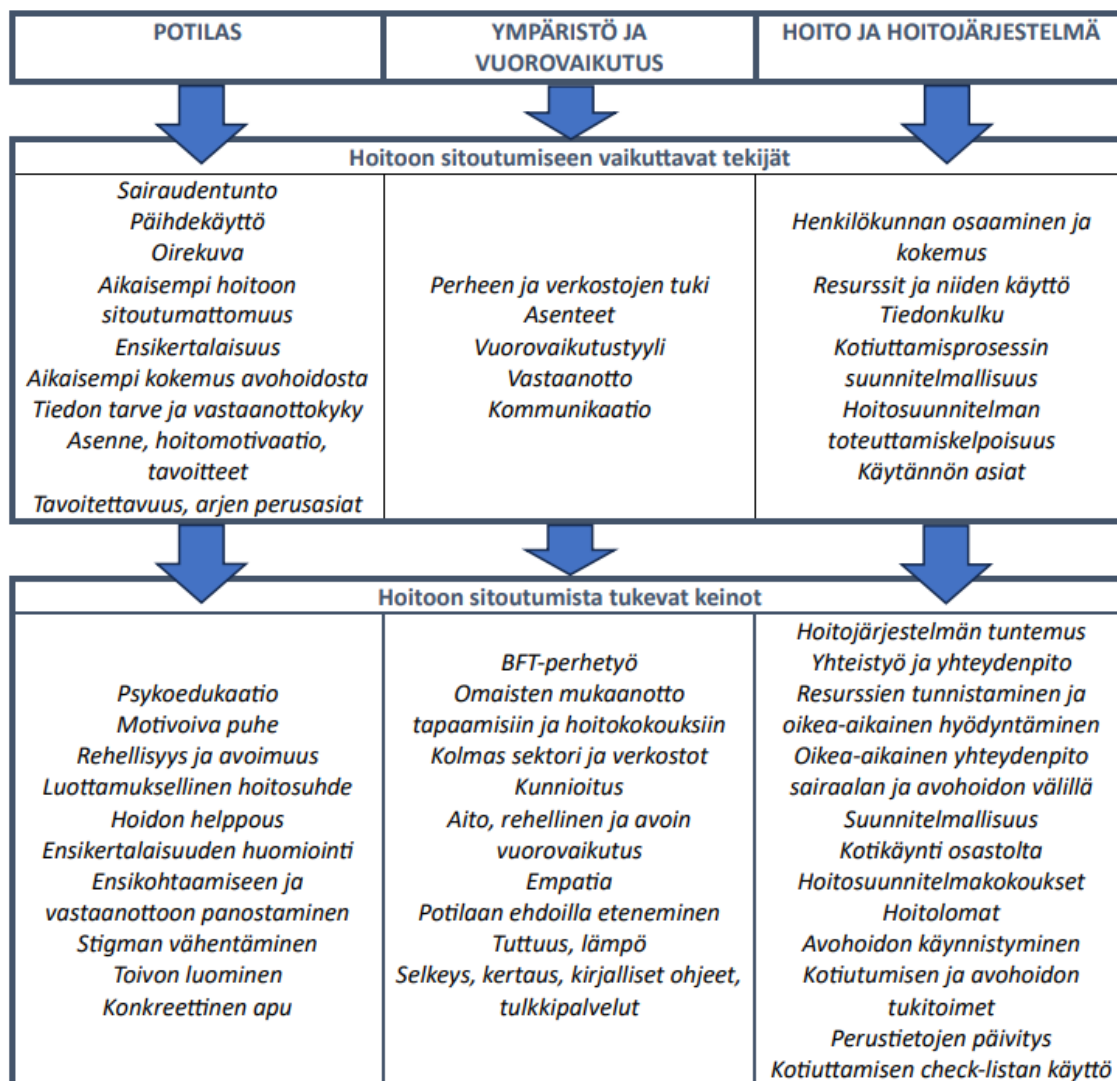 POTILAS
YMPÄRISTÖ JA
VUOROVAIKUTUS
HOITO JA HOITOJÄRJESTELMÄ
Hoitoon sitoutumiseen vaikuttavat tekijät
Sairaudentunto
Päihdekäyttö
Oirekuva
Aikaisempi hoitoon
sitoutumattomuus
Ensikertalaisuus
Aikaisempi kokemus avohoidosta
Tiedon tarve ja vastaanottokyky
Asenne, hoitomotivaatio,
tavoitteet
Tavoitettavuus, arjen perusasiat
Perheen ja verkostojen tuki
Asenteet
Vuorovaikutustyyli
Vastaanotto
Kommunikaatio
Henkilökunnan osaaminen ja
kokemus
Resurssit ja niiden käyttö
Tiedonkulku
Kotiuttamisprosessin
suunnitelmallisuus
Hoitosuunnitelman
toteuttamiskelpoisuus
Käytännön asiat
Hoitoon sitoutumista tukevat keinot
Psykoedukaatio
Motivoiva puhe
Rehellisyys ja avoimuus
Luottamuksellinen hoitosuhde
Hoidon helppous
Ensikertalaisuuden huomiointi
Ensikohtaamiseen ja
vastaanottoon panostaminen
Stigman vähentäminen
Toivon luominen
Konkreettinen apu
BFT-perhetyö
Omaisten mukaanotto
tapaamisiin ja hoitokokouksiin
Kolmas sektori ja verkostot
Kunnioitus
Aito, rehellinen ja avoin
vuorovaikutus
Empatia
Potilaan ehdoilla eteneminen
Tuttuus, lämpö
Selkeys, kertaus, kirjalliset ohjeet,
tulkkipalvelut
Hoitojärjestelmän tuntemus
Yhteistyö ja yhteydenpito
Resurssien tunnistaminen ja
oikea-aikainen hyödyntäminen
Oikea-aikainen yhteydenpito
sairaalan ja avohoidon välillä
Suunnitelmallisuus
Kotikäynti osastolta
Hoitosuunnitelmakokoukset
Hoitolomat
Avohoidon käynnistyminen
Kotiutumisen ja avohoidon
tukitoimet
Perustietojen päivitys
Kotiuttamisen check-listan käyttö